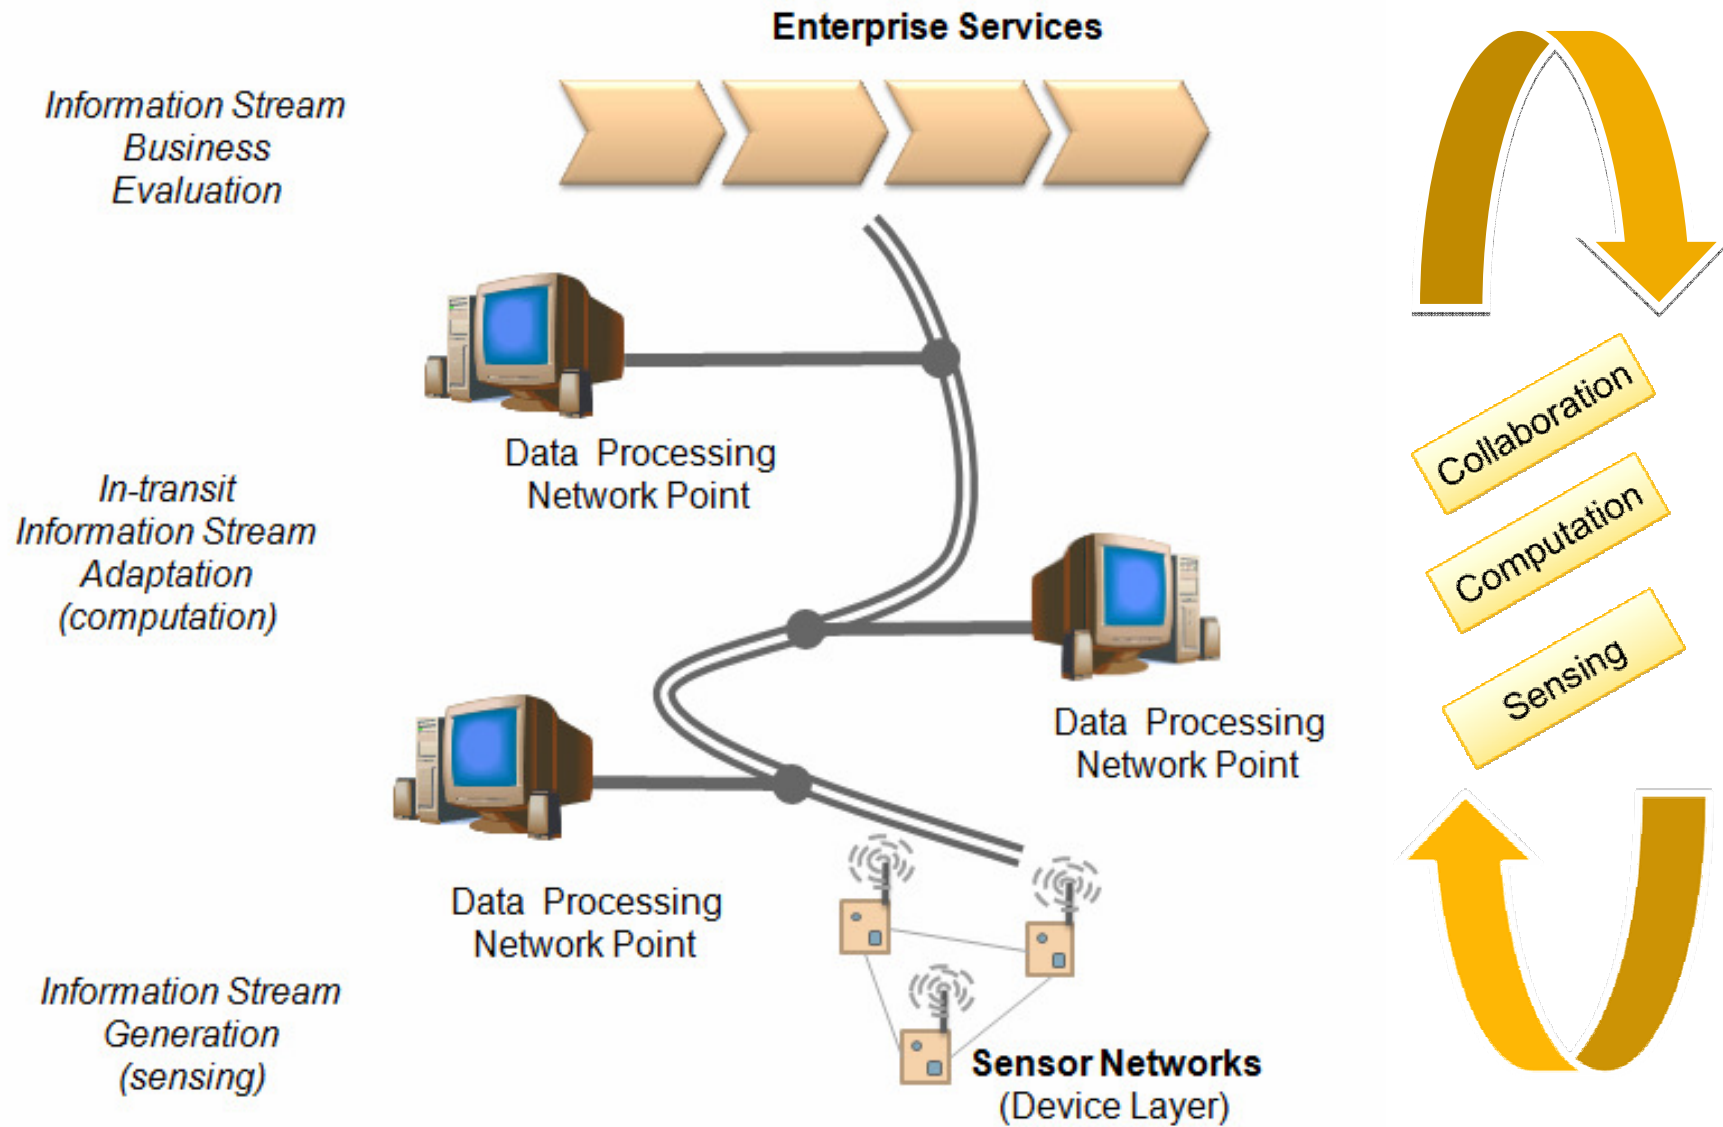 Enterprise Services
Information Stream
Business
Evaluation
Data Processing
Network Point
In-transit
Information Stream
Adaptation
(computation)
Data Processing
Network Point
Data Processing
Network Point
Information Stream
Generation
(sensing)
Sensor Networks
(Device Layer)
Collaboration
Computation
Sensing